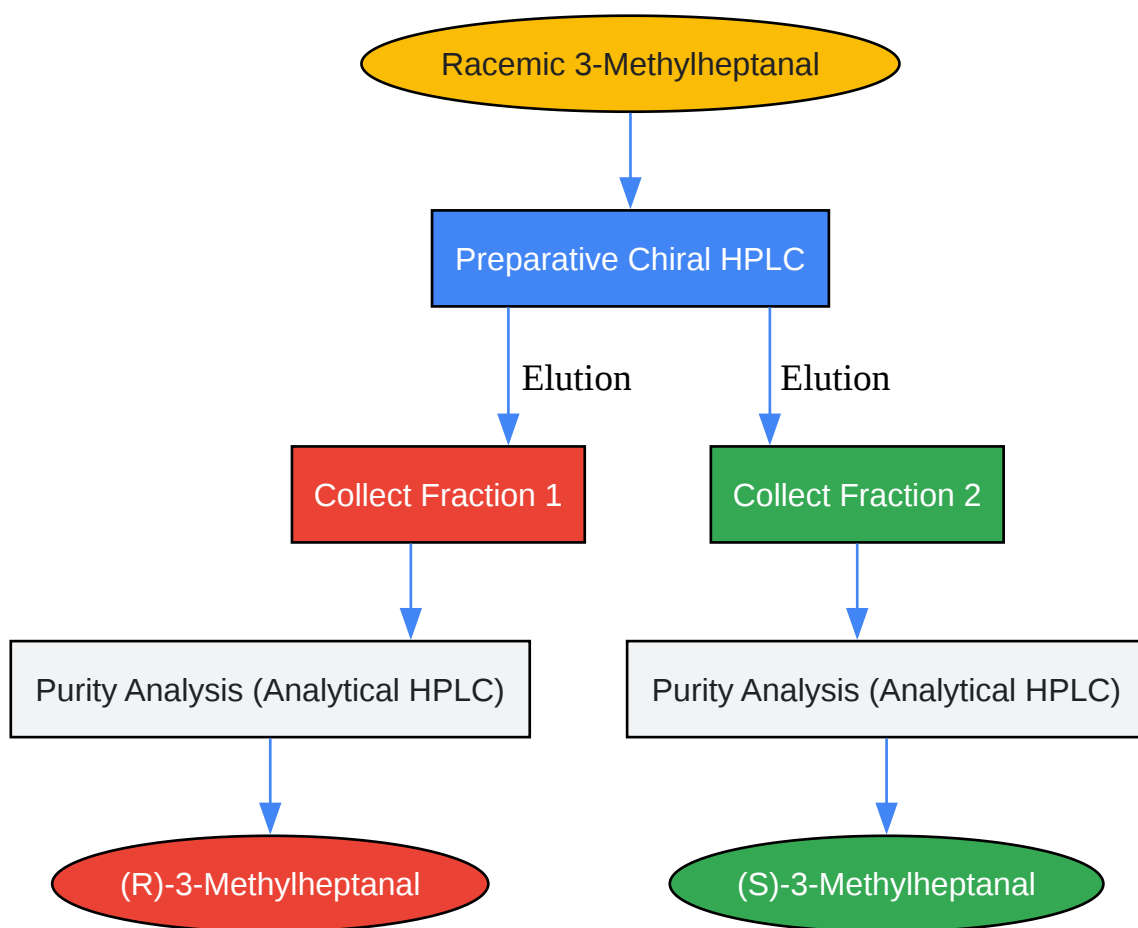 Racemic 3-Methylheptanal
Preparative Chiral HPLC
Elution
Elution
Collect Fraction 1
Collect Fraction 2
Purity Analysis (Analytical HPLC)
Purity Analysis (Analytical HPLC)
(R)-3-Methylheptanal
(S)-3-Methylheptanal